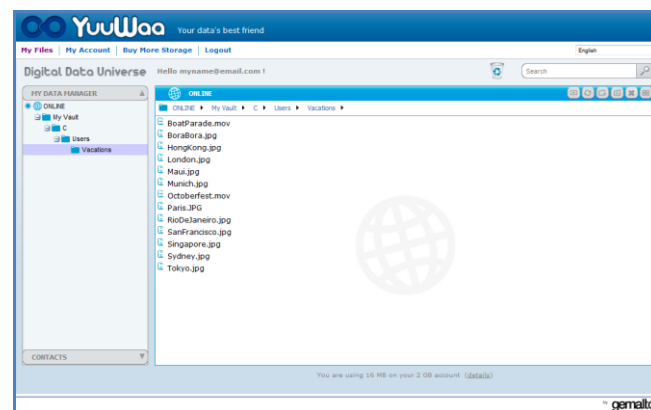 YuuWaa Your data's best friend
My Files | My Account | Buy More Storage | Logout English
Digital Data Universe Hello myname@email.com ! Search
MY DATA MANAGER
ONLINE
My Vault
C
Users
Vacations
ONLINE
ONLINE My Vault C Users Vacations
BoatParade.mov
BoraBora.jpg
HongKong.jpg
London.jpg
Maui.jpg
Munich.jpg
Octoberfest.mov
Paris.JPG
RioDeJaneiro.jpg
SanFrancisco.jpg
Singapore.jpg
Sydney.jpg
Tokyo.jpg
CONTACTS
You are using 16 MB on your 2 GB account (details)
by gemalto